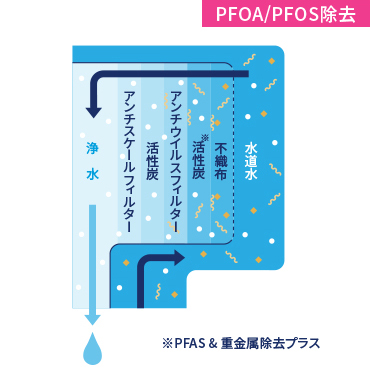 PFOA/PFOS除去
水道水
不織布
※
活性炭
アンチウイルスフィルター
活性炭
アンチスケールフィルター
浄水
※PFAS & 重金属除去プラス